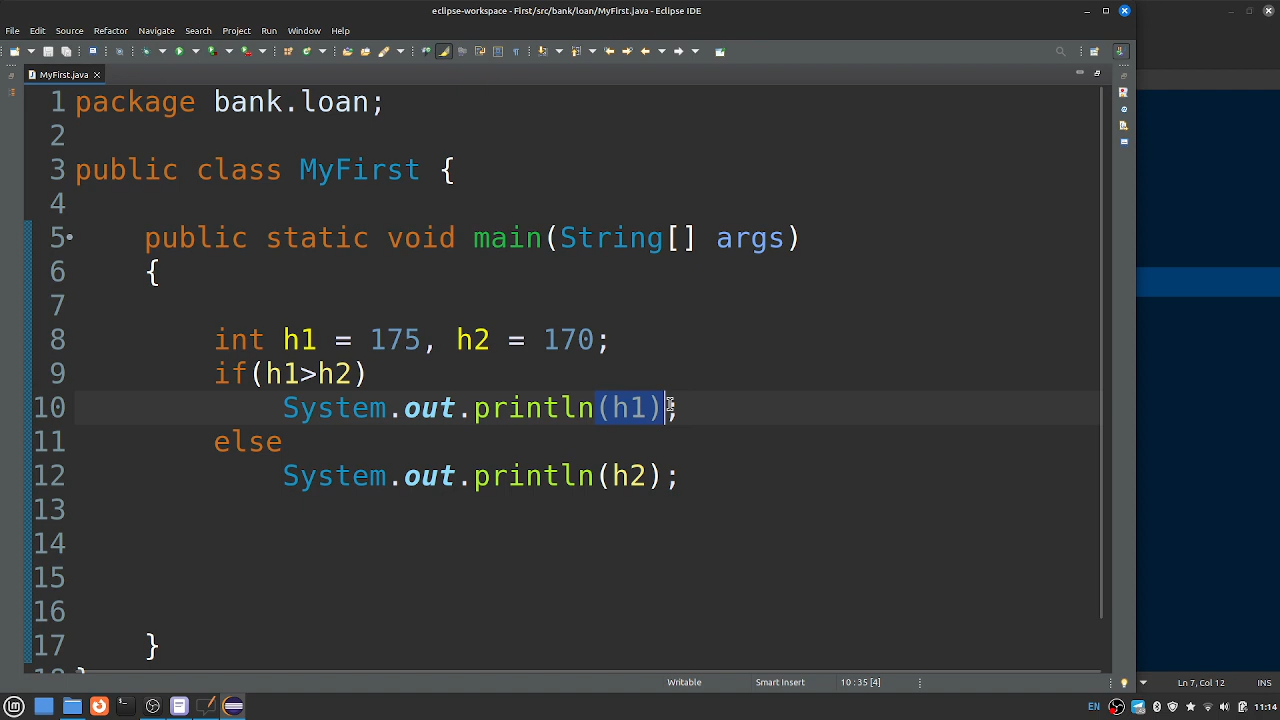 eclipse-workspace - First/src/bank/loan/MyFirst.java - Eclipse IDE
File Edit Source Refactor Navigate Search Project Run Window Help
MyFirst.java
1 package bank.loan;
2
3 public class MyFirst {
4
5 public static void main(String[] args)
6 {
7
8 int h1 = 175, h2 = 170;
9 if(h1>h2)
10 System.out.println(h1);
11 else
12 System.out.println(h2);
13
14
15
16
17 }
Writable Smart Insert 10 : 35 [4] Ln 7, Col 12 INS
EN 11:14